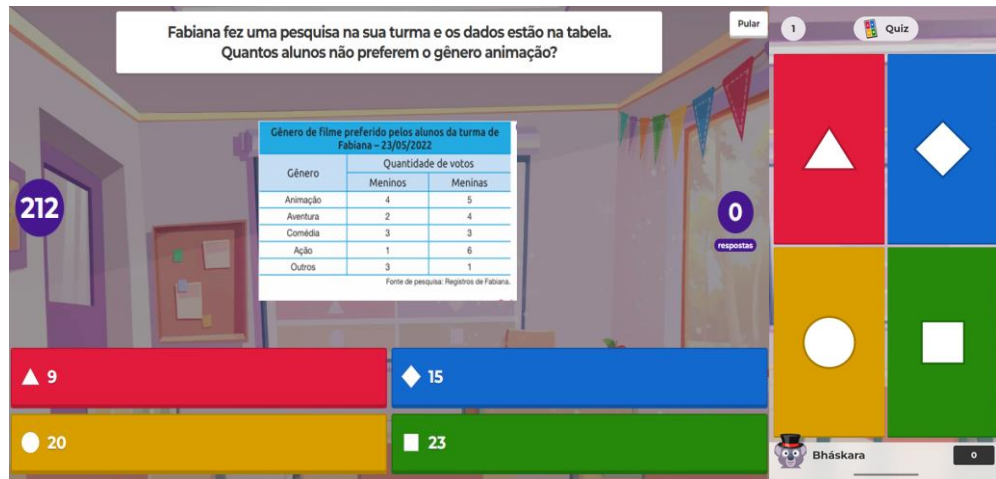 Fabiana fez uma pesquisa na sua turma e os dados estão na tabela.
Quantos alunos não preferem o gênero animação?
Pular
Gênero de filme preferido pelos alunos da turma de
Fabiana – 23/05/2022
Gênero
Quantidade de votos
Meninos Meninas
Animação 4 5
Aventura 2 4
Comédia 3 3
Ação 1 6
Outros 3 1
Fonte de pesquisa: Registros de Fabiana.
212
0
respostas
9
15
20
23
1
Quiz
Bháskara
0